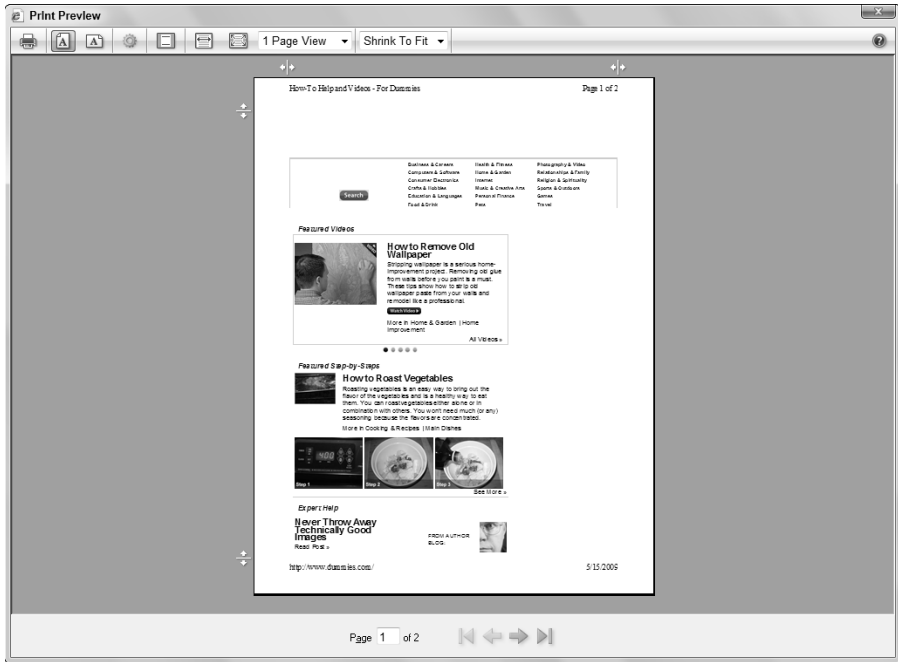 Print Preview
1 Page View
Shrink To Fit
How-To Help and Videos - For Dummies Page 1 of 2
Business & Careers Health & Fitness Photography & Video
Computers & Software Home & Garden Relationships & Family
Consumer Electronics Internet Religion & Spirituality
Crafts & Hobbies Music & Creative Arts Sports & Outdoors
Search
Education & Languages Personal Finance Games
Food & Drink Pets Travel
Featured Videos
How to Remove Old
Wallpaper
Stripping wallpaper is a serious home-
improvement project. Removing old glue
from walls before you paint is a must.
These tips show how to strip old
wallpaper paste from your walls and
remodel like a professional.
Watch Video
More in Home & Garden | Home
Improvement
All Videos »
Featured Step-by-Steps
How to Roast Vegetables
Roasting vegetables is an easy way to bring out the
flavor of the vegetables and is a healthy way to eat
them. You can roast vegetables either alone or in
combination with others. You won't need much (or any)
seasoning because the flavors are concentrated.
More in Cooking & Recipes | Main Dishes
400
Step 1 Step 2 Step 3
See More »
Expert Help
Never Throw Away
Technically Good
Images
Read Post »
FROM AUTHOR
BLOG:
http://www.dummies.com/ 5/15/2009
Page 1 of 2